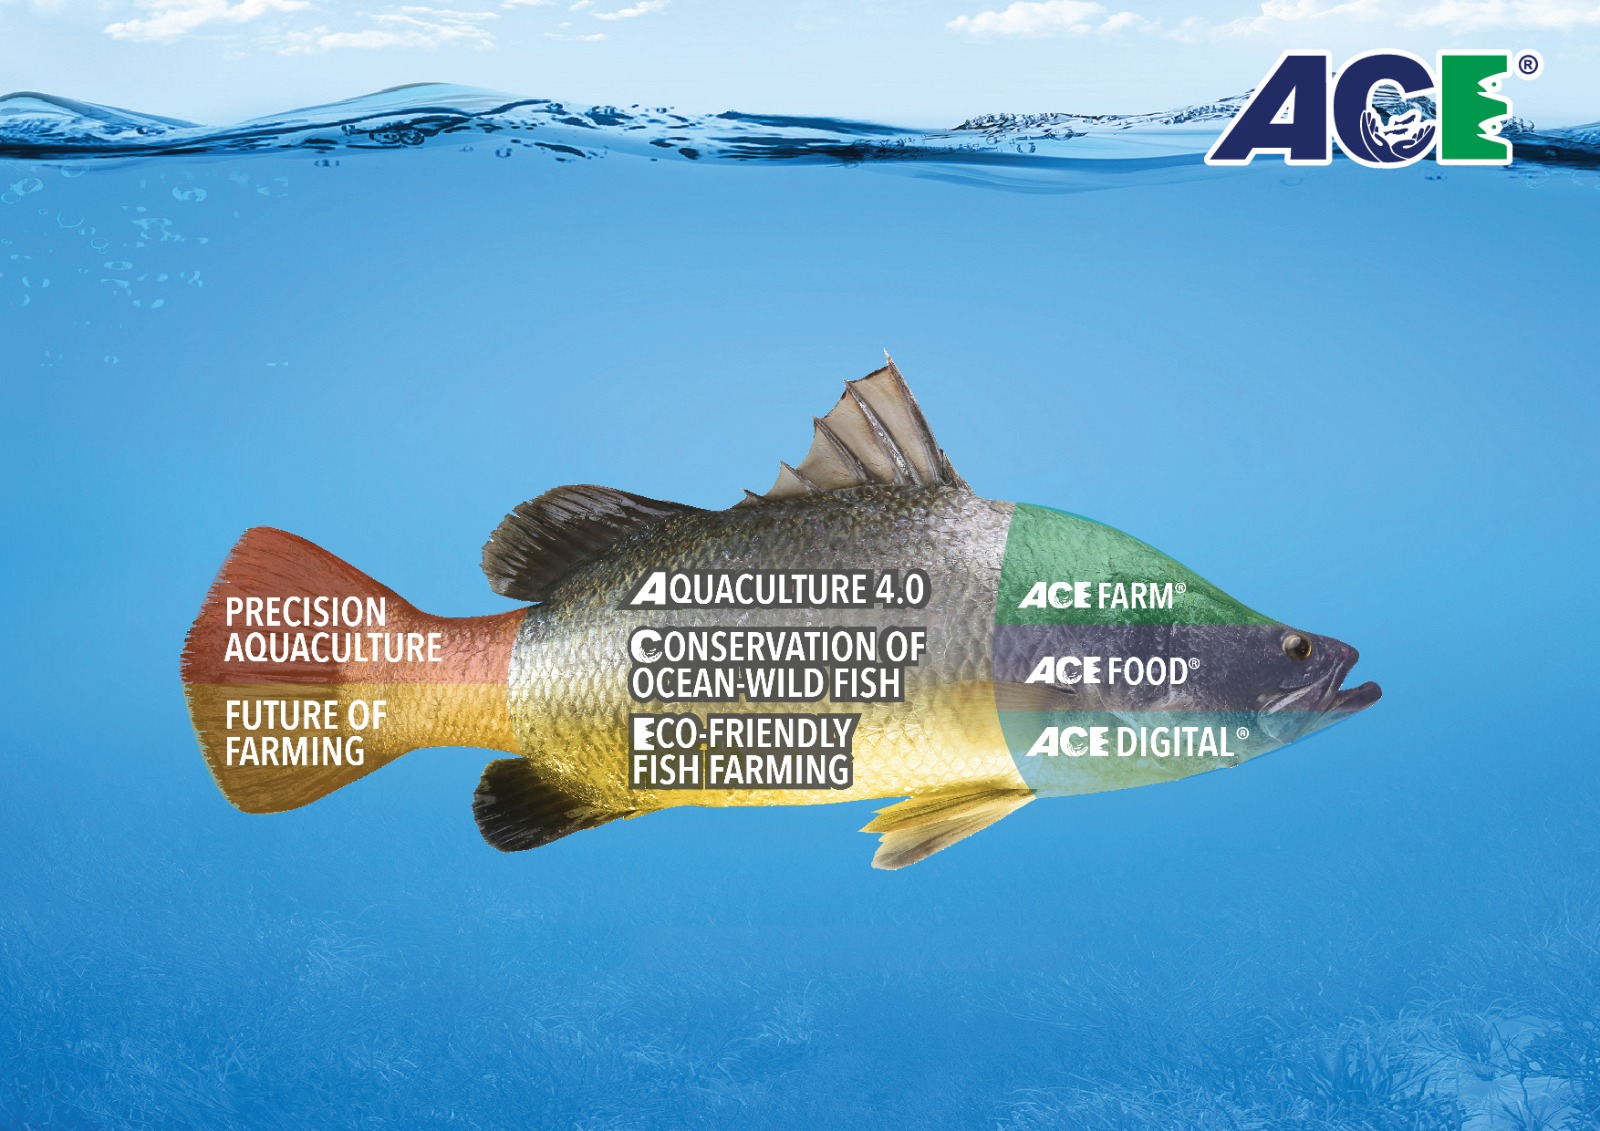 ACE®
PRECISION
AQUACULTURE
FUTURE OF
FARMING
AQUACULTURE 4.0
CONSERVATION OF
OCEAN-WILD FISH
ECO-FRIENDLY
FISH FARMING
ACE FARM®
ACE FOOD®
ACE DIGITAL®